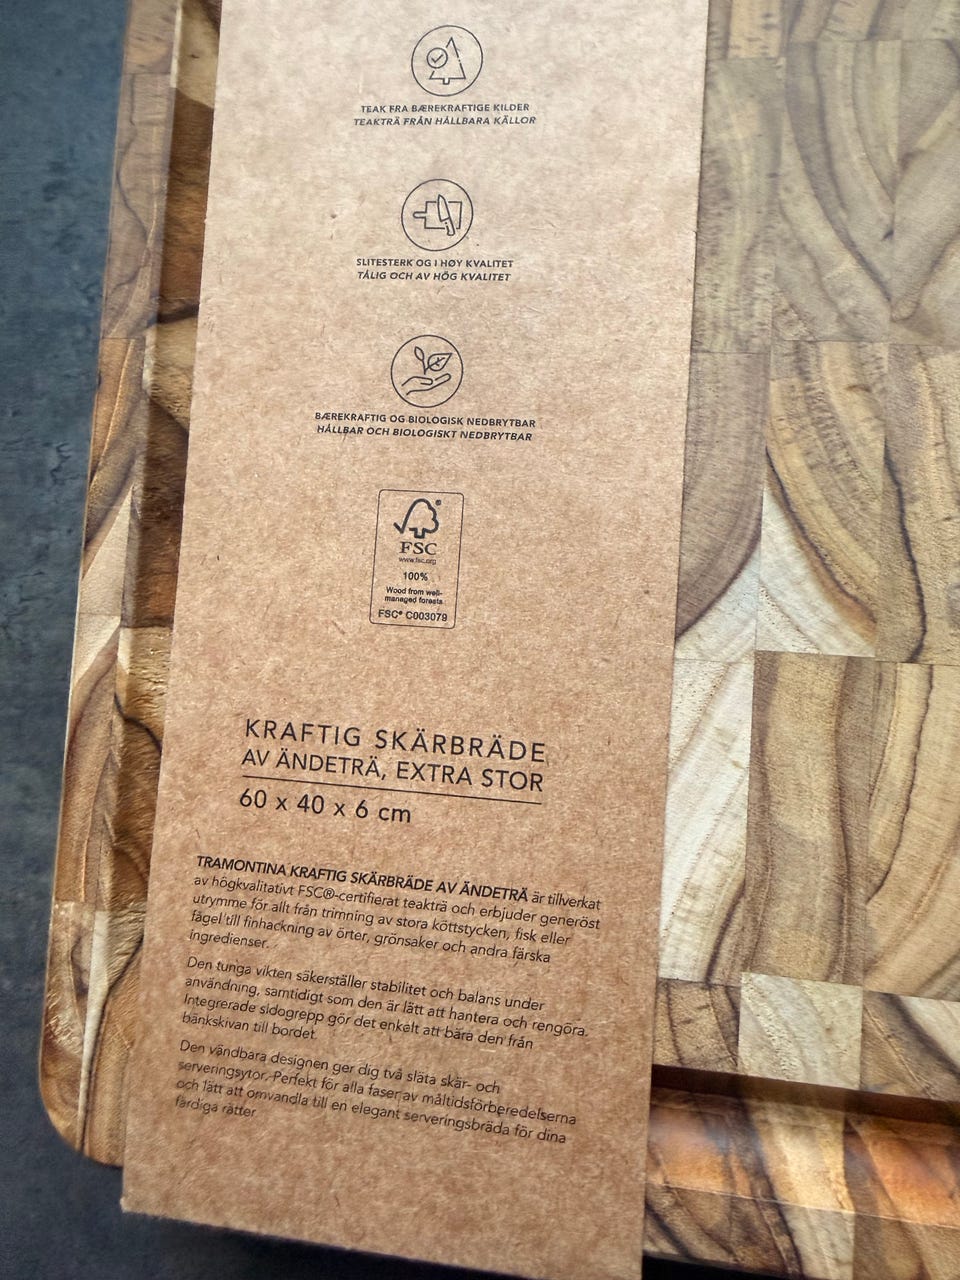 TEAK FRA BÆREKRAFTIGE KILDER
TEAKTRÄ FRÅN HÅLLBARA KÄLLOR
SLITESTERK OG I HØY KVALITET
TÅLIG OCH AV HÖG KVALITET
BÆREKRAFTIG OG BIOLOGISK NEDBRYTBAR
HÅLLBAR OCH BIOLOGISKT NEDBRYTBAR
FSC®
www.fsc.org
100%
Wood from well-
managed forests
FSC® C003079
KRAFTIG SKÄRBRÄDE
AV ÄNDETRÄ, EXTRA STOR
60 x 40 x 6 cm
TRAMONTINA KRAFTIG SKÄRBRÄDE AV ÄNDETRÄ är tillverkat
av högkvalitativt FSC®-certifierat teakträ och erbjuder generöst
utrymme för allt från trimning av stora köttstycken, fisk eller
fågel till finhackning av örter, grönsaker och andra färska
ingredienser.
Den tunga vikten säkerställer stabilitet och balans under
användning, samtidigt som den är lätt att hantera och rengöra.
Integrerade sidogrepp gör det enkelt att bära den från
bänkskivan till bordet.
Den vändbara designen ger dig två släta skär- och
serveringsytor. Perfekt för alla faser av måltidsförberedelserna
och lätt att omvandla till en elegant serveringsbräda för dina
färdiga rätter